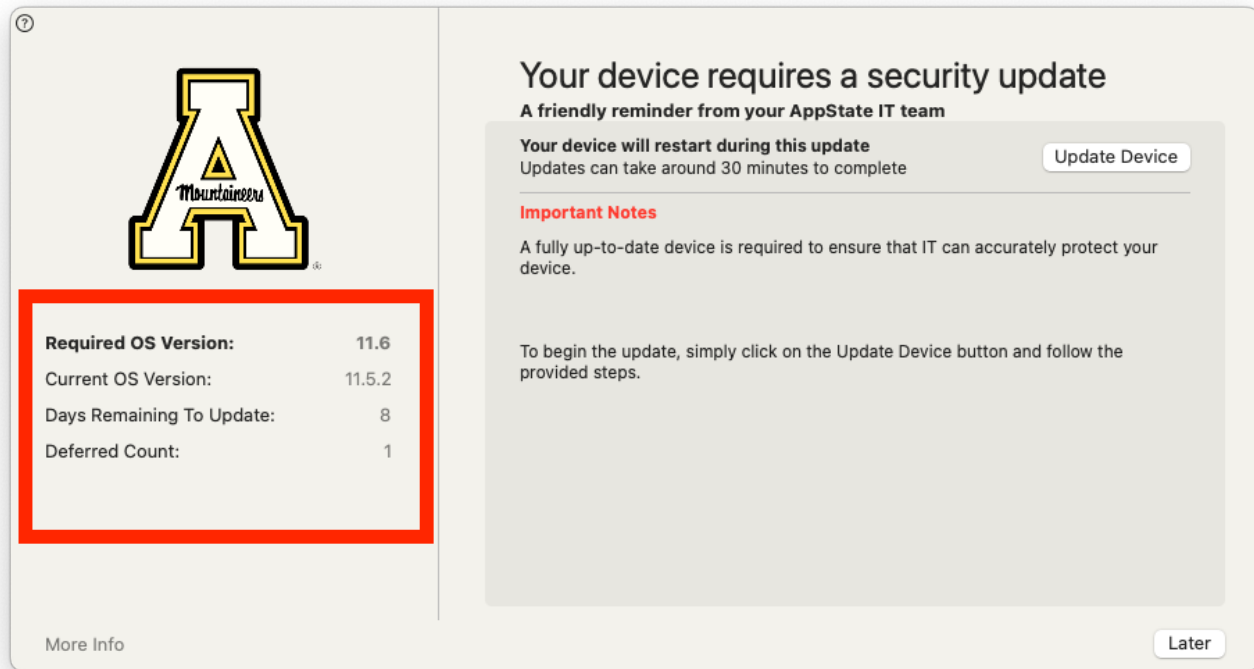 ?
Mountaineers
®
Required OS Version: 11.6
Current OS Version: 11.5.2
Days Remaining To Update: 8
Deferred Count: 1
More Info
Your device requires a security update
A friendly reminder from your AppState IT team
Your device will restart during this update
Updates can take around 30 minutes to complete
Update Device
Important Notes
A fully up-to-date device is required to ensure that IT can accurately protect your
device.
To begin the update, simply click on the Update Device button and follow the
provided steps.
Later